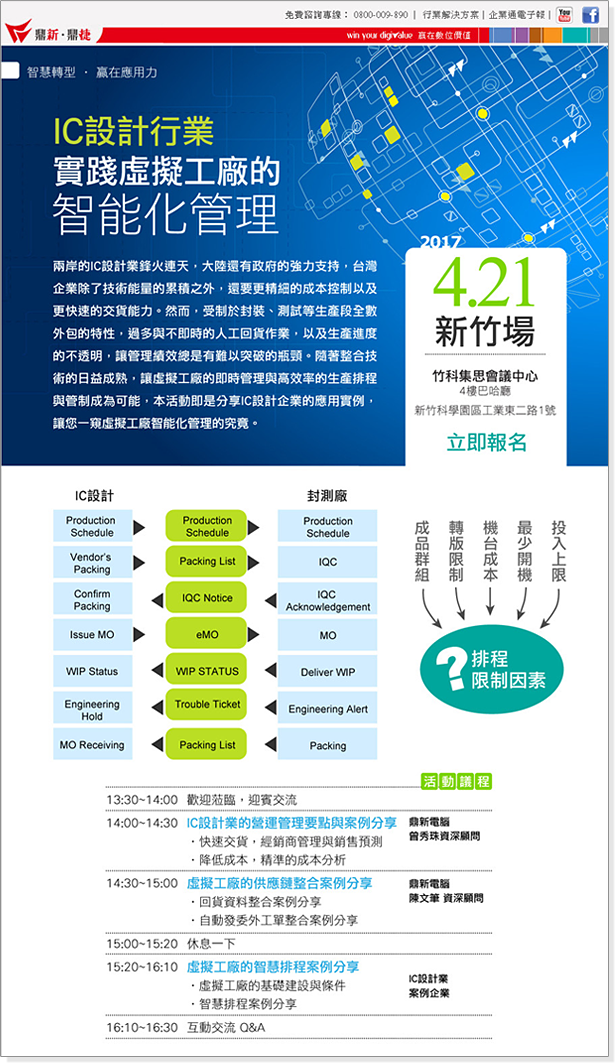 免費諮詢專線： 0800-009-890 | 行業解決方案 | 企業通電子報 |
You Tube f
鼎新·鼎捷
win your digiValue 贏在數位價值
智慧轉型 · 贏在應用力
IC設計行業
實踐虛擬工廠的
智能化管理
兩岸的IC設計業鋒火連天，大陸還有政府的強力支持，台灣
企業除了技術能量的累積之外，還要更精細的成本控制以及
更快速的交貨能力。然而，受制於封裝、測試等生產段全數
外包的特性，過多與不即時的人工回貨作業，以及生產進度
的不透明，讓管理績效總是有難以突破的瓶頸。隨著整合技
術的日益成熟，讓虛擬工廠的即時管理與高效率的生產排程
與管制成為可能，本活動即是分享IC設計企業的應用實例，
讓您一窺虛擬工廠智能化管理的究竟。
2017
4.21
新竹場
竹科集思會議中心
4樓巴哈廳
新竹科學園區工業東二路1號
立即報名
IC設計 封測廠
Production Schedule Production Schedule Production Schedule
Vendor's Packing Packing List IQC
Confirm Packing IQC Notice IQC Acknowledgement
Issue MO eMO MO
WIP Status WIP STATUS Deliver WIP
Engineering Hold Trouble Ticket Engineering Alert
MO Receiving Packing List Packing
成品群組
轉版限制
機台成本
最少開機
投入上限
? 排程
限制因素
活動議程
13:30~14:00 歡迎蒞臨，迎賓交流
14:00~14:30 IC設計業的營運管理要點與案例分享 鼎新電腦
· 快速交貨，經銷商管理與銷售預測 曾秀珠資深顧問
· 降低成本，精準的成本分析
14:30~15:00 虛擬工廠的供應鏈整合案例分享 鼎新電腦
· 回貨資料整合案例分享 陳文筆 資深顧問
· 自動發委外工單整合案例分享
15:00~15:20 休息一下
15:20~16:10 虛擬工廠的智慧排程案例分享
· 虛擬工廠的基礎建設與條件 IC設計業
· 智慧排程案例分享 案例企業
16:10~16:30 互動交流 Q&A